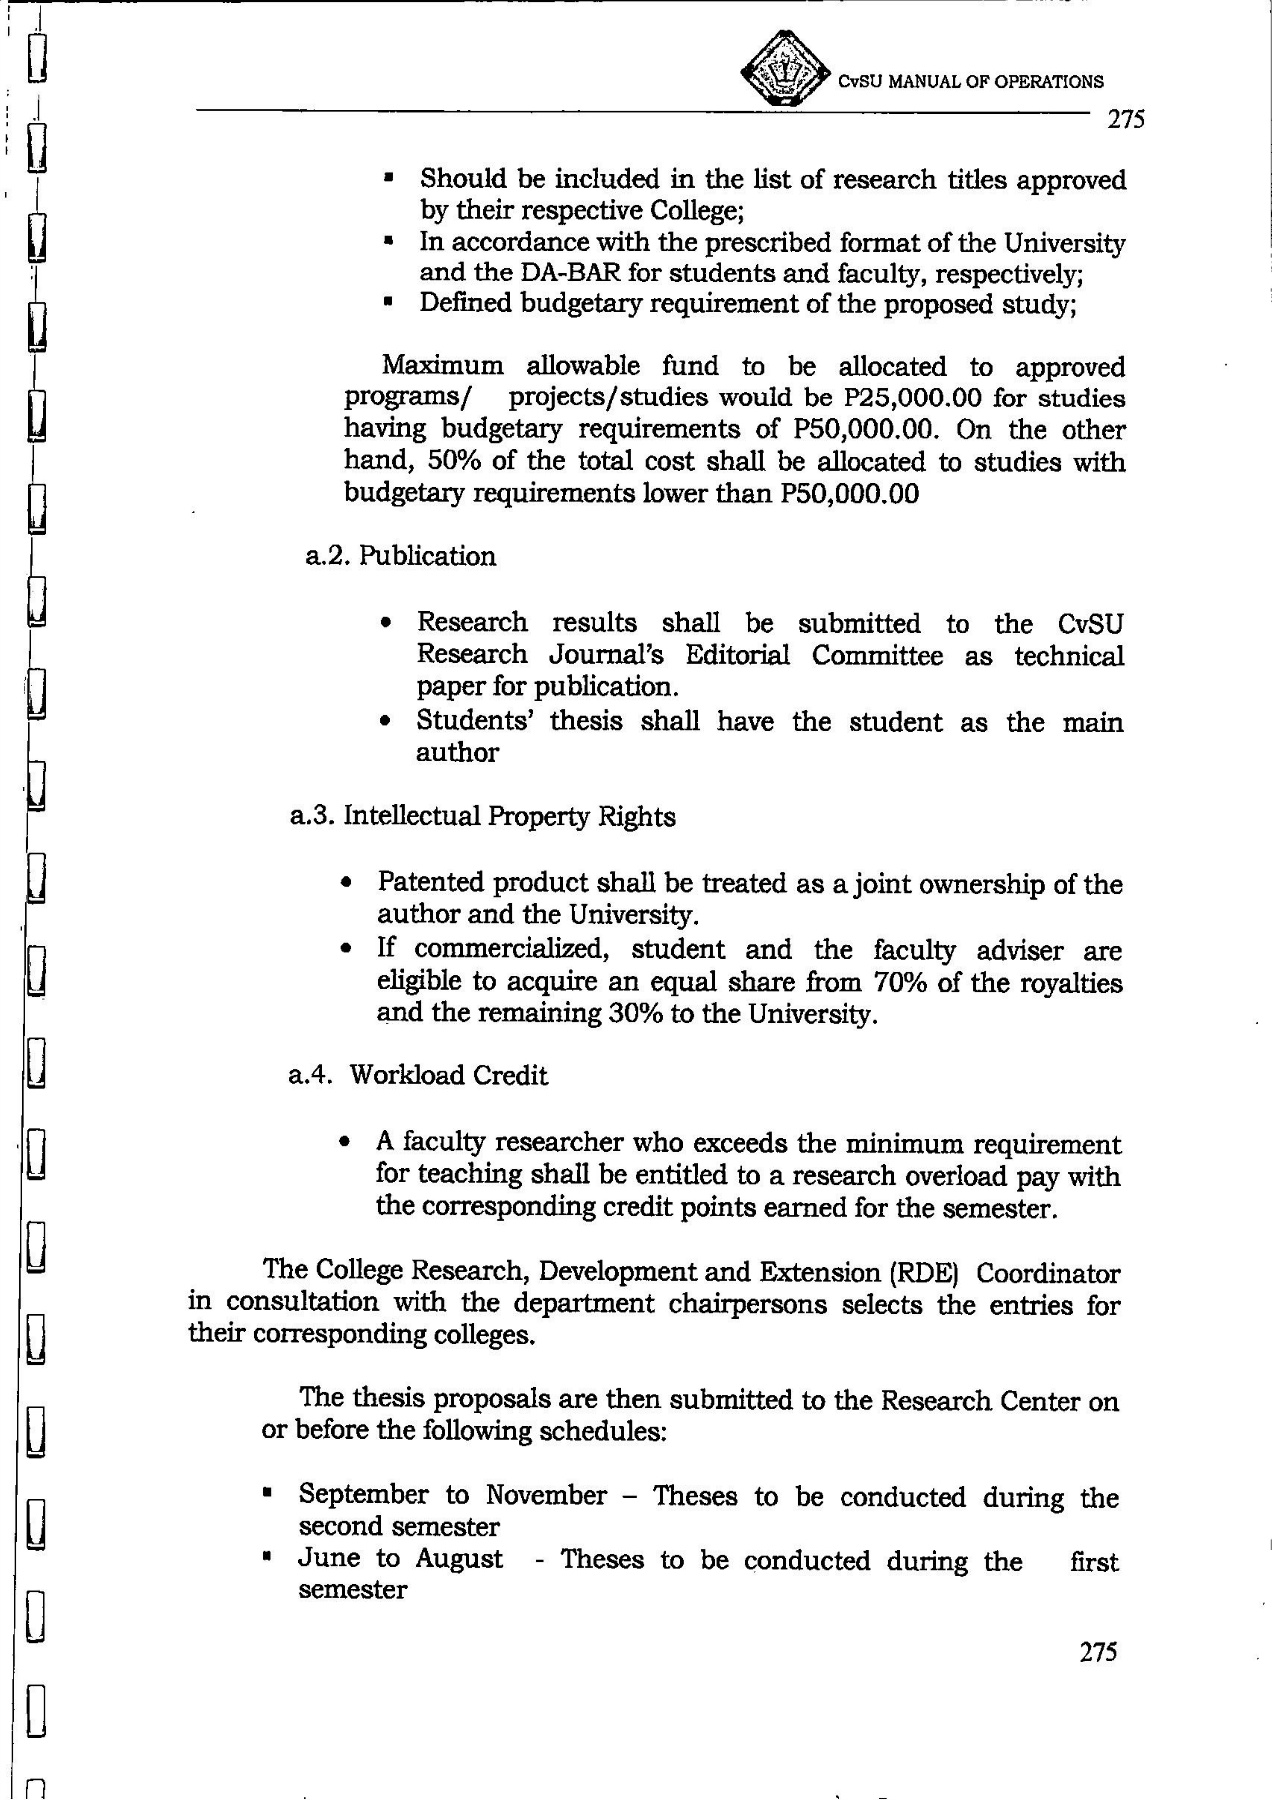 CvSU MANUAL OF OPERATIONS
275
▪ Should be included in the list of research titles approved
by their respective College;
▪ In accordance with the prescribed format of the University
and the DA-BAR for students and faculty, respectively;
▪ Defined budgetary requirement of the proposed study;
Maximum allowable fund to be allocated to approved
programs/ projects/studies would be P25,000.00 for studies
having budgetary requirements of P50,000.00. On the other
hand, 50% of the total cost shall be allocated to studies with
budgetary requirements lower than P50,000.00
a.2. Publication
• Research results shall be submitted to the CvSU
Research Journal's Editorial Committee as technical
paper for publication.
• Students' thesis shall have the student as the main
author
a.3. Intellectual Property Rights
• Patented product shall be treated as a joint ownership of the
author and the University.
• If commercialized, student and the faculty adviser are
eligible to acquire an equal share from 70% of the royalties
and the remaining 30% to the University.
a.4. Workload Credit
• A faculty researcher who exceeds the minimum requirement
for teaching shall be entitled to a research overload pay with
the corresponding credit points earned for the semester.
The College Research, Development and Extension (RDE) Coordinator
in consultation with the department chairpersons selects the entries for
their corresponding colleges.
The thesis proposals are then submitted to the Research Center on
or before the following schedules:
▪ September to November – Theses to be conducted during the
second semester
▪ June to August - Theses to be conducted during the first
semester
275